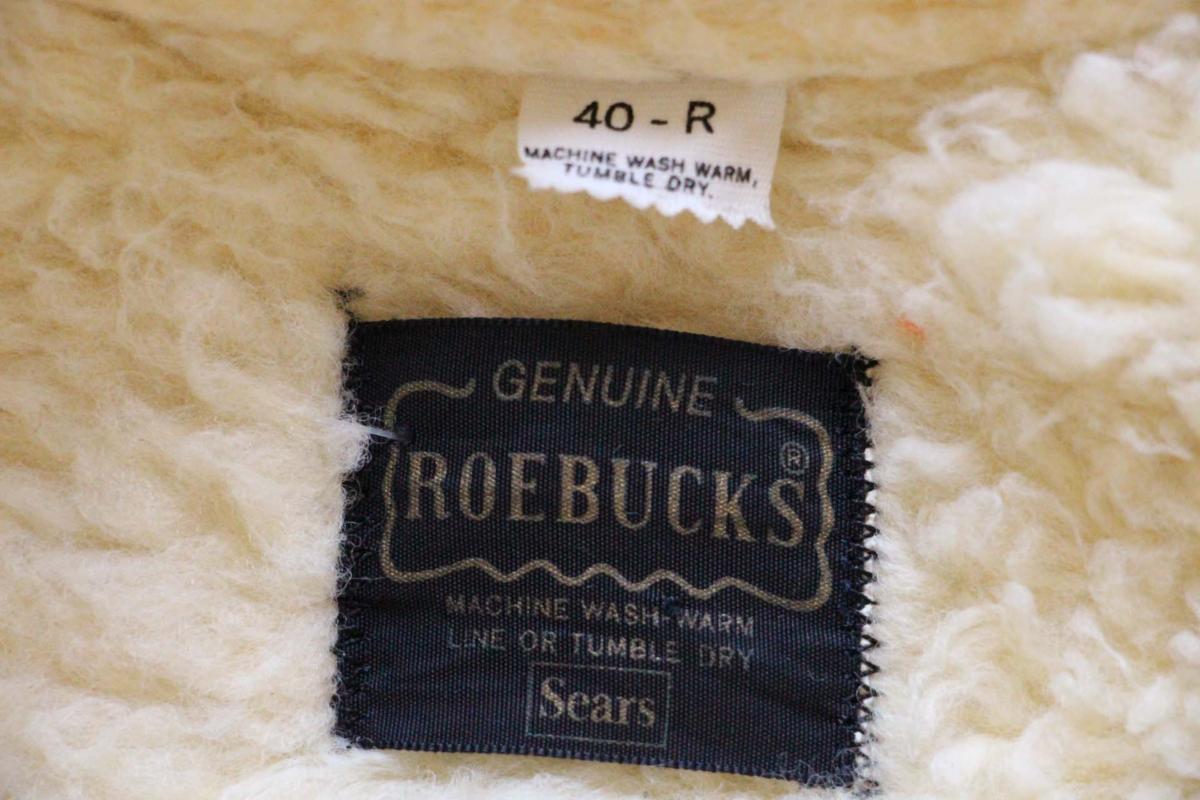 40 - R
MACHINE WASH WARM,
TUMBLE DRY.
GENUINE
ROEBUCKS®
MACHINE WASH-WARM
LINE OR TUMBLE DRY
Sears